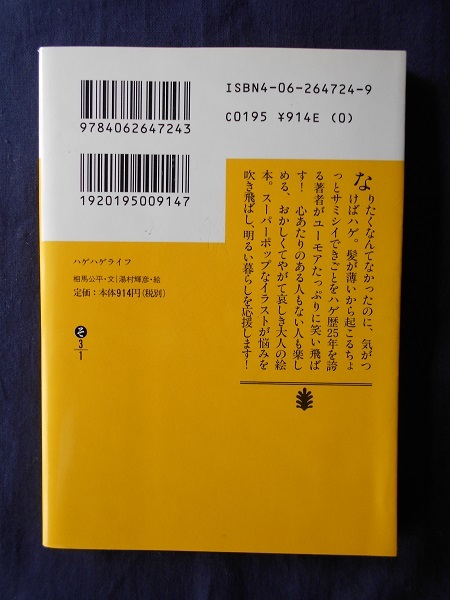 ISBN4-06-264724-9
C0195 ¥914E (0)
9784062647243
1920195009147
なりたくなんてなかったのに、気がつ
けばハゲ。髪が薄いから起こるちょ
っとサミシイできごとをハゲ歴25年を誇
る著者がユーモアたっぷりに笑い飛ば
す！ 心あたりのある人もない人も楽し
める、おかしくてやがて哀しき大人の絵
本。スーパーポップなイラストが悩みを
吹き飛ばし、明るい暮らしを応援します！
ハゲハゲライフ
相馬公平・文｜湯村輝彦・絵
定価：本体914円(税別)
そ
3
1